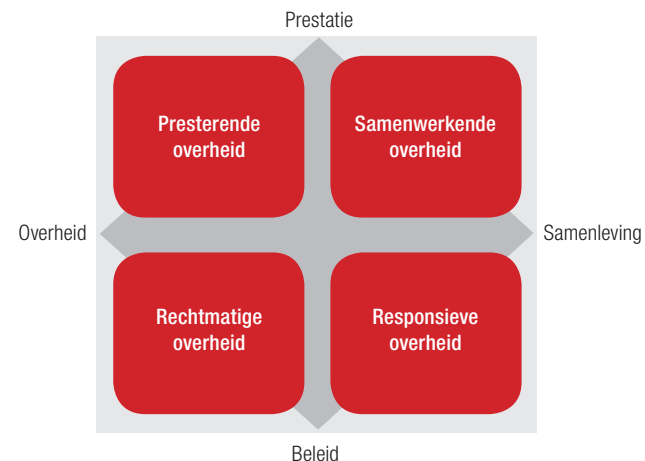 Prestatie
Presterende
overheid
Samenwerkende
overheid
Overheid
Samenleving
Rechtmatige
overheid
Responsieve
overheid
Beleid